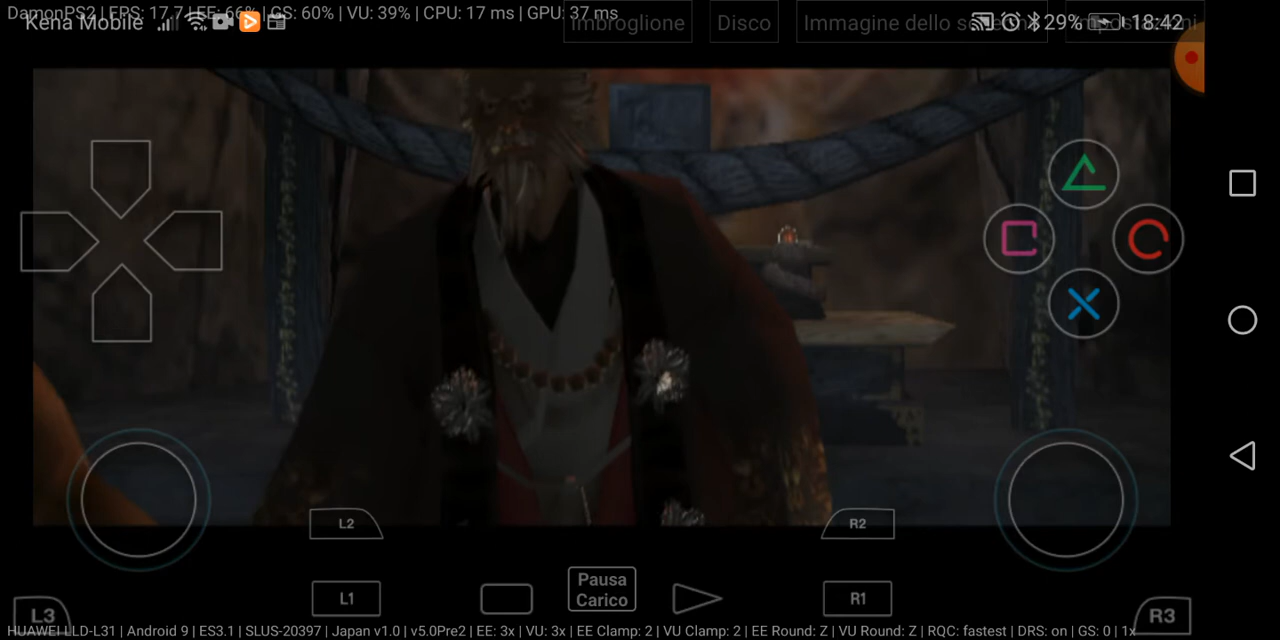 DamonPS2 | FPS: 17.7 | EE: 66% | GS: 60% | VU: 39% | CPU: 17 ms | GPU: 37 ms
Kena Mobile
29%
18:42
Imbroglione
Disco
Immagine dello
L2
R2
Pausa
Carico
L1
R1
L3
R3
HUAWEI LLD-L31 | Android 9 | ES3.1 | SLUS-20397 | Japan v1.0 | v5.0Pre2 | EE: 3x | VU: 3x | EE Clamp: 2 | VU Clamp: 2 | EE Round: Z | VU Round: Z | RQC: fastest | DRS: on | GS: 0 | 1x